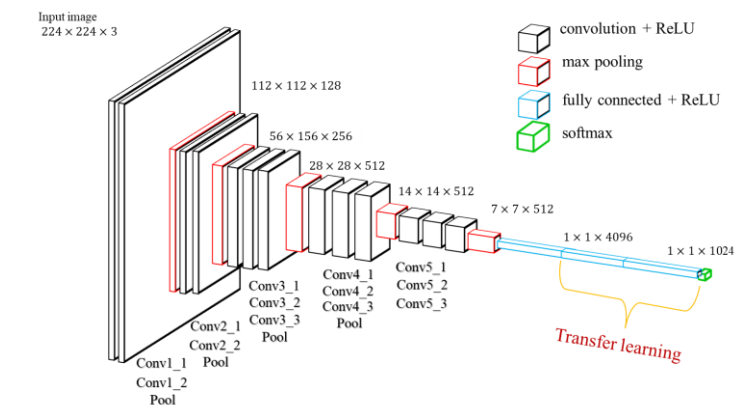 Input image
224 × 224 × 3
112 × 112 × 128
56 × 156 × 256
28 × 28 × 512
14 × 14 × 512
7 × 7 × 512
1 × 1 × 4096
1 × 1 × 1024
convolution + ReLU
max pooling
fully connected + ReLU
softmax
Conv1_1
Conv1_2
Pool
Conv2_1
Conv2_2
Pool
Conv3_1
Conv3_2
Conv3_3
Pool
Conv4_1
Conv4_2
Conv4_3
Pool
Conv5_1
Conv5_2
Conv5_3
Transfer learning